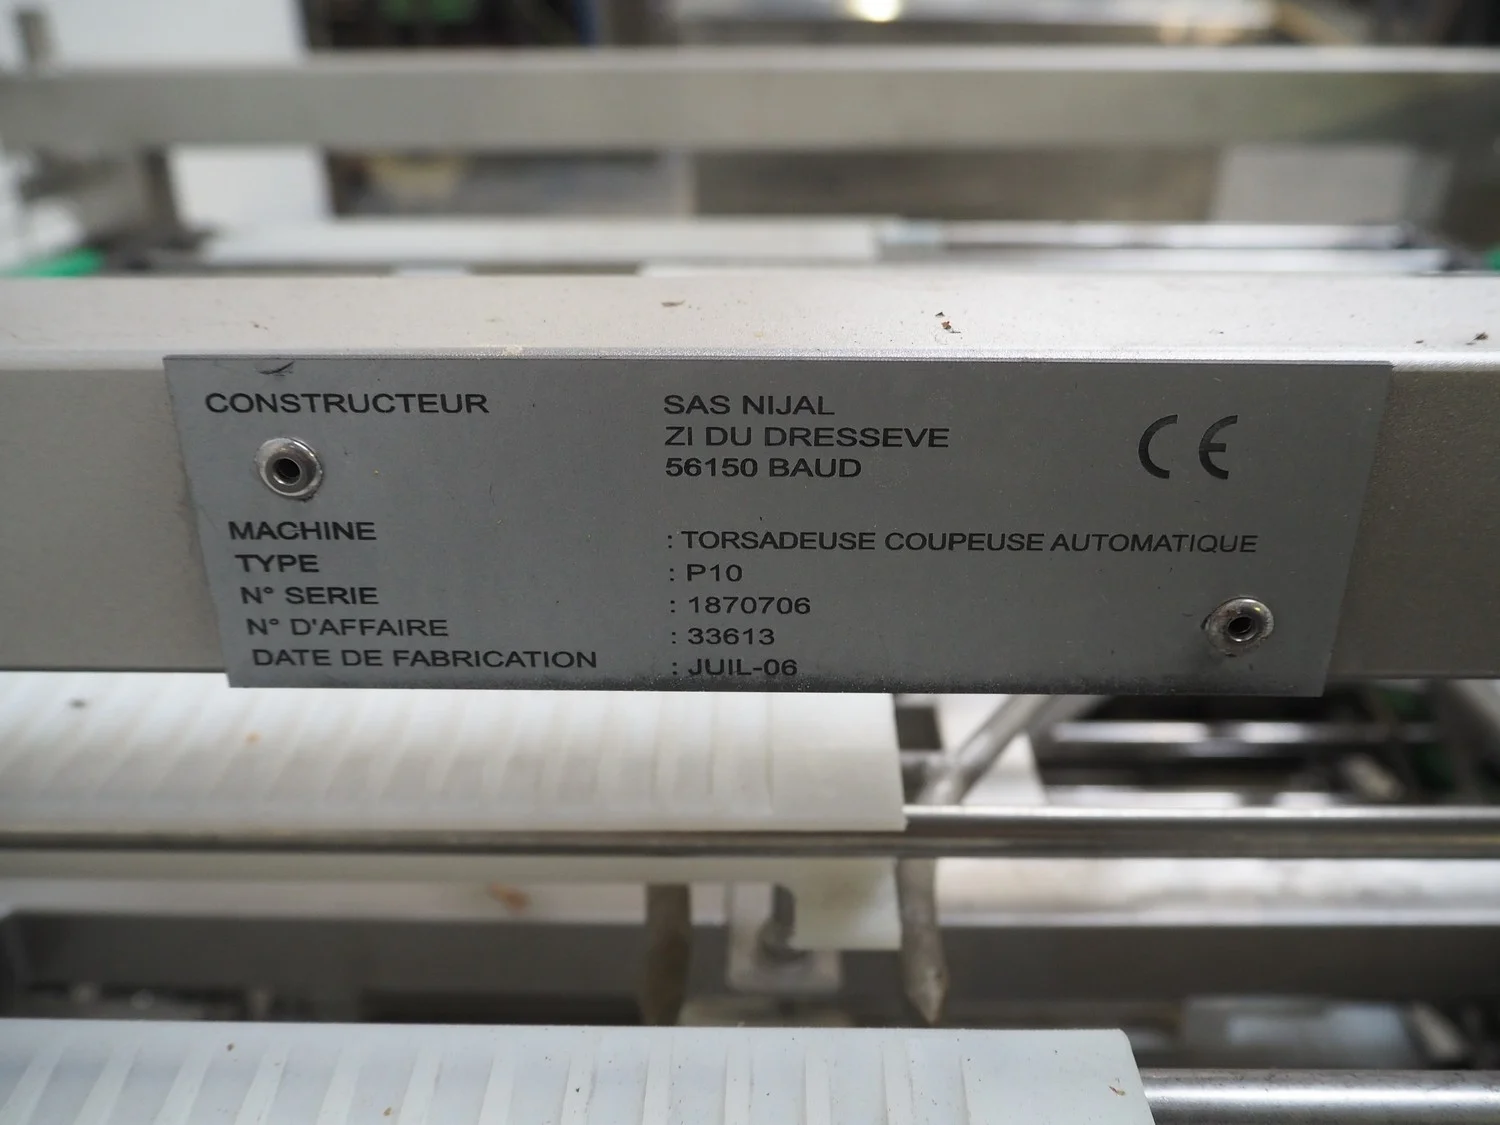 CONSTRUCTEUR SAS NIJAL
ZI DU DRESSEVE
56150 BAUD
CE
MACHINE : TORSADEUSE COUPEUSE AUTOMATIQUE
TYPE : P10
N° SERIE : 1870706
N° D'AFFAIRE : 33613
DATE DE FABRICATION : JUIL-06